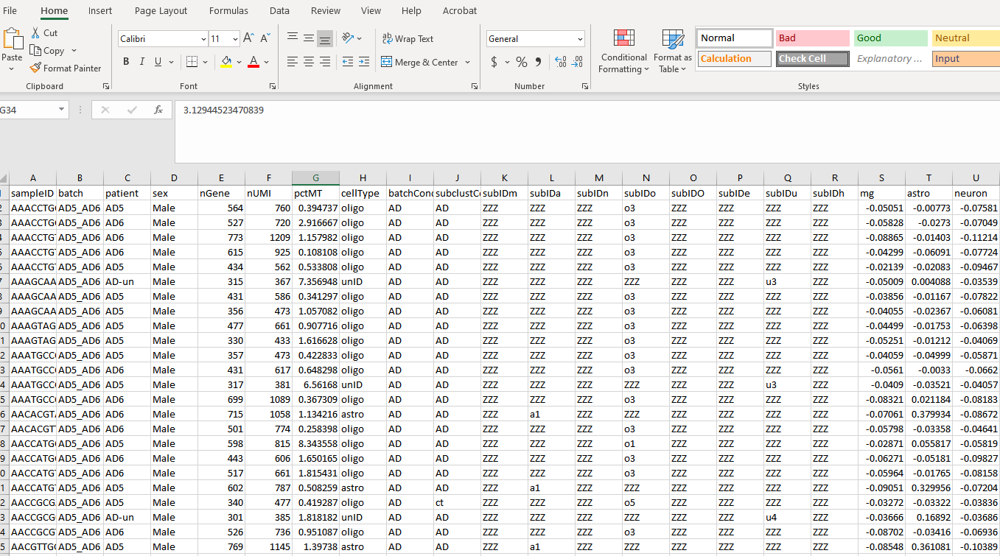 File Home Insert Page Layout Formulas Data Review View Help Acrobat
Paste
Cut
Copy
Format Painter
Clipboard
Calibri 11 A A
B I U A
Font
ab Wrap Text
Merge & Center
Alignment
General
$ % 9 .00 .00
Number
Conditional Formatting
Format as Table
Normal Bad Good Neutral
Calculation Check Cell Explanatory ... Input
Styles
G34 fx 3.12944523470839
A B C D E F G H I J K L M N O P Q R S T U
1 sampleID batch patient sex nGene nUMI pctMT cellType batchConc subclustCo subIDm subIDa subIDn subIDo subIDO subIDe subIDu subIDh mg astro neuron
2 AAACCTG AD5_AD6 AD5 Male 564 760 0.394737 oligo AD AD ZZZ ZZZ ZZZ o3 ZZZ ZZZ ZZZ ZZZ -0.05051 -0.00773 -0.07581
3 AAACCTG AD5_AD6 AD5 Male 527 720 2.916667 oligo AD AD ZZZ ZZZ ZZZ o3 ZZZ ZZZ ZZZ ZZZ -0.05828 -0.0273 -0.07049
4 AAACCTG AD5_AD6 AD6 Male 773 1209 1.157982 oligo AD AD ZZZ ZZZ ZZZ o3 ZZZ ZZZ ZZZ ZZZ -0.08865 -0.01403 -0.11214
5 AAACCTG AD5_AD6 AD6 Male 615 925 0.108108 oligo AD AD ZZZ ZZZ ZZZ o3 ZZZ ZZZ ZZZ ZZZ -0.04299 -0.06091 -0.07724
6 AAACCTG AD5_AD6 AD5 Male 434 562 0.533808 oligo AD AD ZZZ ZZZ ZZZ o3 ZZZ ZZZ ZZZ ZZZ -0.02139 -0.02083 -0.09467
7 AAAGCAA AD5_AD6 AD-un Male 315 367 7.356948 unID AD AD ZZZ ZZZ ZZZ ZZZ ZZZ ZZZ u3 ZZZ -0.05009 0.004088 -0.03539
8 AAAGCAA AD5_AD6 AD5 Male 431 586 0.341297 oligo AD AD ZZZ ZZZ ZZZ o3 ZZZ ZZZ ZZZ ZZZ -0.03856 -0.01167 -0.07822
9 AAAGCAA AD5_AD6 AD5 Male 356 473 1.057082 oligo AD AD ZZZ ZZZ ZZZ o3 ZZZ ZZZ ZZZ ZZZ -0.04055 -0.02367 -0.06081
0 AAAGTAG AD5_AD6 AD5 Male 477 661 0.907716 oligo AD AD ZZZ ZZZ ZZZ o3 ZZZ ZZZ ZZZ ZZZ -0.04499 -0.01753 -0.06398
1 AAAGTAG AD5_AD6 AD5 Male 330 433 1.616628 oligo AD AD ZZZ ZZZ ZZZ o3 ZZZ ZZZ ZZZ ZZZ -0.05251 -0.01212 -0.04069
2 AAATGCC AD5_AD6 AD5 Male 357 473 0.422833 oligo AD AD ZZZ ZZZ ZZZ o3 ZZZ ZZZ ZZZ ZZZ -0.04059 -0.04999 -0.05871
3 AAATGCC AD5_AD6 AD6 Male 431 617 0.648298 oligo AD AD ZZZ ZZZ ZZZ o3 ZZZ ZZZ ZZZ ZZZ -0.0561 -0.0033 -0.0662
4 AAATGCC AD5_AD6 AD5 Male 317 381 6.56168 unID AD AD ZZZ ZZZ ZZZ ZZZ ZZZ ZZZ u3 ZZZ -0.0409 -0.03521 -0.04057
5 AAATGCC AD5_AD6 AD6 Male 699 1089 0.367309 oligo AD AD ZZZ ZZZ ZZZ o3 ZZZ ZZZ ZZZ ZZZ -0.08321 0.021184 -0.08183
6 AACACGT AD5_AD6 AD6 Male 715 1058 1.134216 astro AD AD ZZZ a1 ZZZ ZZZ ZZZ ZZZ ZZZ ZZZ -0.07061 0.379934 -0.08672
7 AACACGT AD5_AD6 AD6 Male 501 774 0.258398 oligo AD AD ZZZ ZZZ ZZZ o3 ZZZ ZZZ ZZZ ZZZ -0.05798 -0.03358 -0.04641
8 AACCATG AD5_AD6 AD5 Male 598 815 8.343558 oligo AD AD ZZZ ZZZ ZZZ o1 ZZZ ZZZ ZZZ ZZZ -0.02871 0.055817 -0.05819
9 AACCATG AD5_AD6 AD6 Male 443 606 1.650165 oligo AD AD ZZZ ZZZ ZZZ o3 ZZZ ZZZ ZZZ ZZZ -0.06271 -0.05181 -0.09827
0 AACCATG AD5_AD6 AD6 Male 517 661 1.815431 oligo AD AD ZZZ ZZZ ZZZ o3 ZZZ ZZZ ZZZ ZZZ -0.05964 -0.01765 -0.08158
1 AACCATG AD5_AD6 AD5 Male 602 787 0.508259 astro AD AD ZZZ a1 ZZZ ZZZ ZZZ ZZZ ZZZ ZZZ -0.09051 0.329956 -0.07204
2 AACCGCG AD5_AD6 AD5 Male 340 477 0.419287 oligo AD ct ZZZ ZZZ ZZZ o5 ZZZ ZZZ ZZZ ZZZ -0.03272 -0.03322 -0.03836
3 AACCGCG AD5_AD6 AD-un Male 301 385 1.818182 unID AD AD ZZZ ZZZ ZZZ ZZZ ZZZ ZZZ u4 ZZZ -0.03666 0.16892 -0.03686
4 AACCGCG AD5_AD6 AD6 Male 526 736 0.951087 oligo AD AD ZZZ ZZZ ZZZ o3 ZZZ ZZZ ZZZ ZZZ -0.08702 -0.03416 -0.06936
5 AACGTTG AD5_AD6 AD5 Male 769 1145 1.39738 astro AD AD ZZZ a1 ZZZ ZZZ ZZZ ZZZ ZZZ ZZZ -0.08548 0.361081 -0.10389